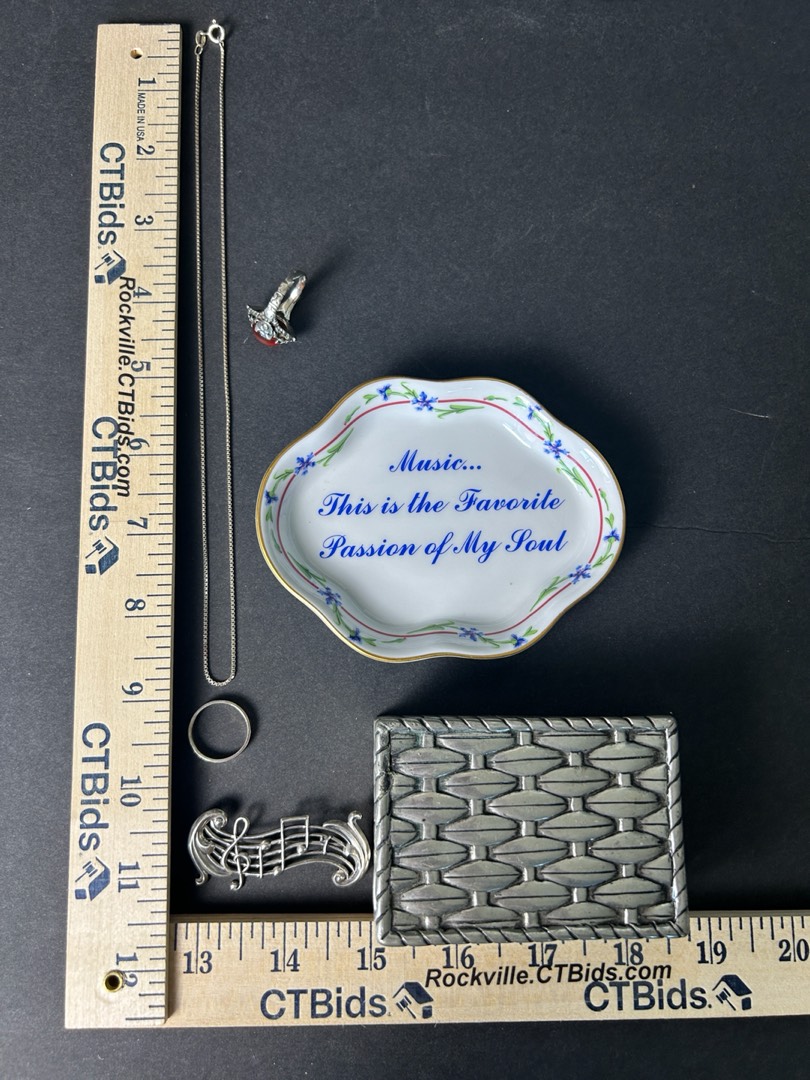 1
MADE IN USA
2
CTBids.
3
4
Rockville.CTBids.com
5
6
CTBids.
7
8
9
CTBids.
10
11
12
Music...
This is the Favorite
Passion of My Soul
13 14 15 16 17 18 19 20
Rockville.CTBids.com
CTBids. CTBids.